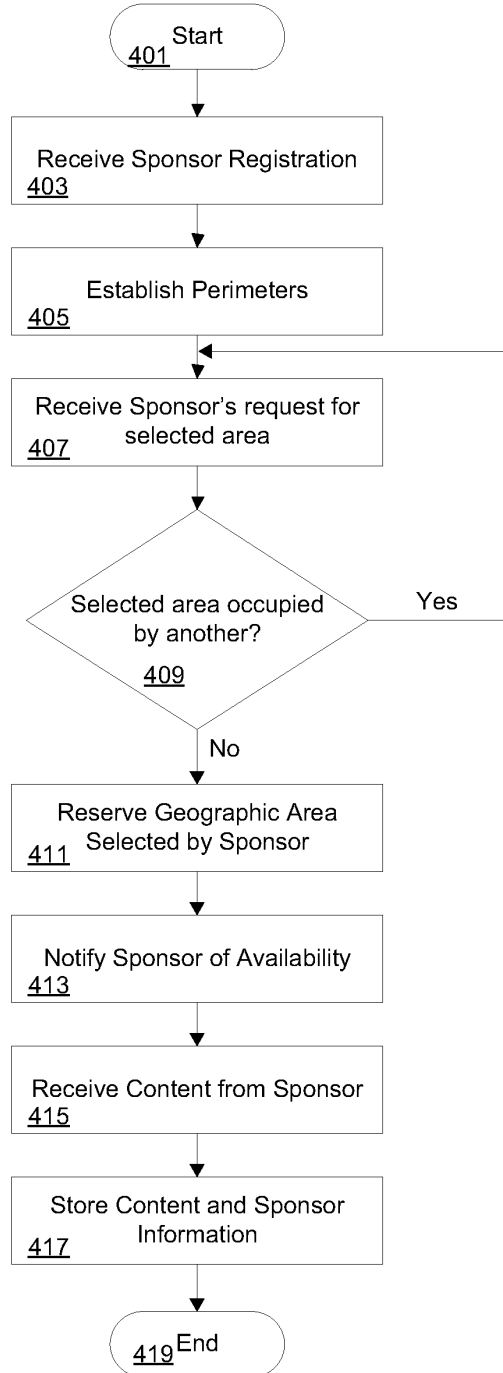 Start
401
Receive Sponsor Registration
403
Establish Perimeters
405
Receive Sponsor's request for
selected area
407
Selected area occupied
by another?
409
Yes
No
Reserve Geographic Area
Selected by Sponsor
411
Notify Sponsor of Availability
413
Receive Content from Sponsor
415
Store Content and Sponsor
Information
417
End
419